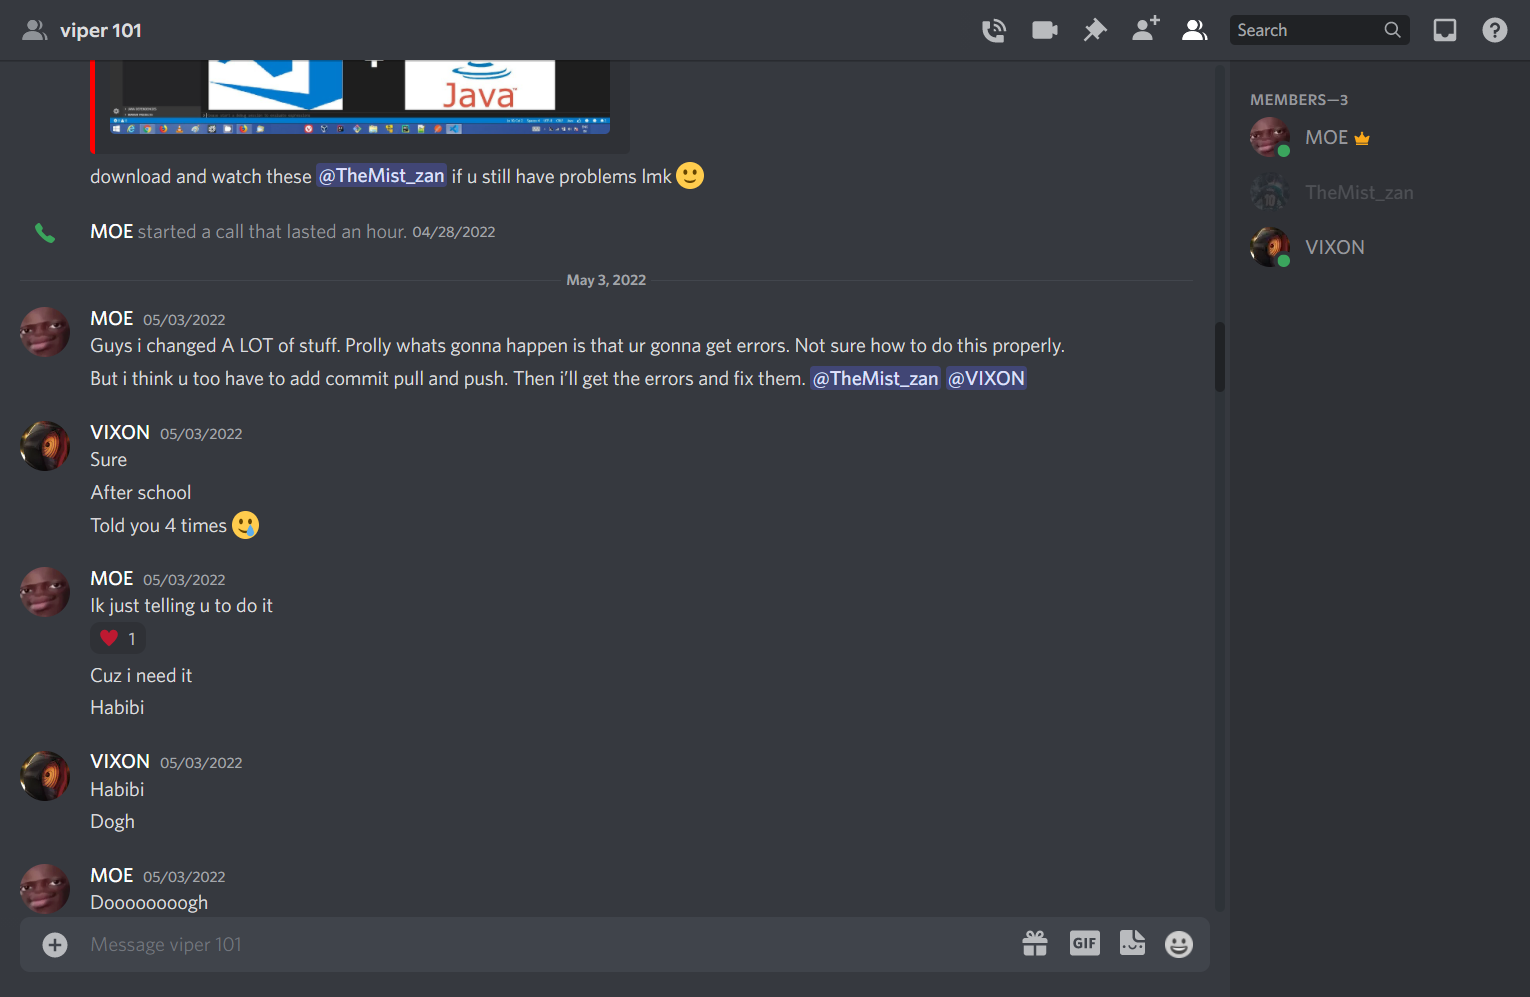 viper 101
Search
Java
download and watch these @TheMist_zan if u still have problems lmk
MOE started a call that lasted an hour. 04/28/2022
May 3, 2022
MOE 05/03/2022
Guys i changed A LOT of stuff. Prolly whats gonna happen is that ur gonna get errors. Not sure how to do this properly.
But i think u too have to add commit pull and push. Then i'll get the errors and fix them. @TheMist_zan @VIXON
VIXON 05/03/2022
Sure
After school
Told you 4 times
MOE 05/03/2022
Ik just telling u to do it
1
Cuz i need it
Habibi
VIXON 05/03/2022
Habibi
Dogh
MOE 05/03/2022
Doooooooogh
Message viper 101
GIF
MEMBERS—3
MOE
TheMist_zan
VIXON